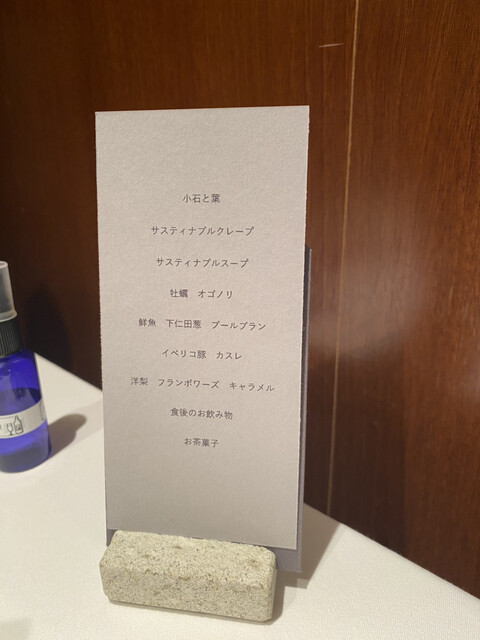 小石と葉
サスティナブルクレープ
サスティナブルスープ
牡蠣　オゴノリ
鮮魚　下仁田葱　ブールブラン
イベリコ豚　カスレ
洋梨　フランボワーズ　キャラメル
食後のお飲み物
お茶菓子